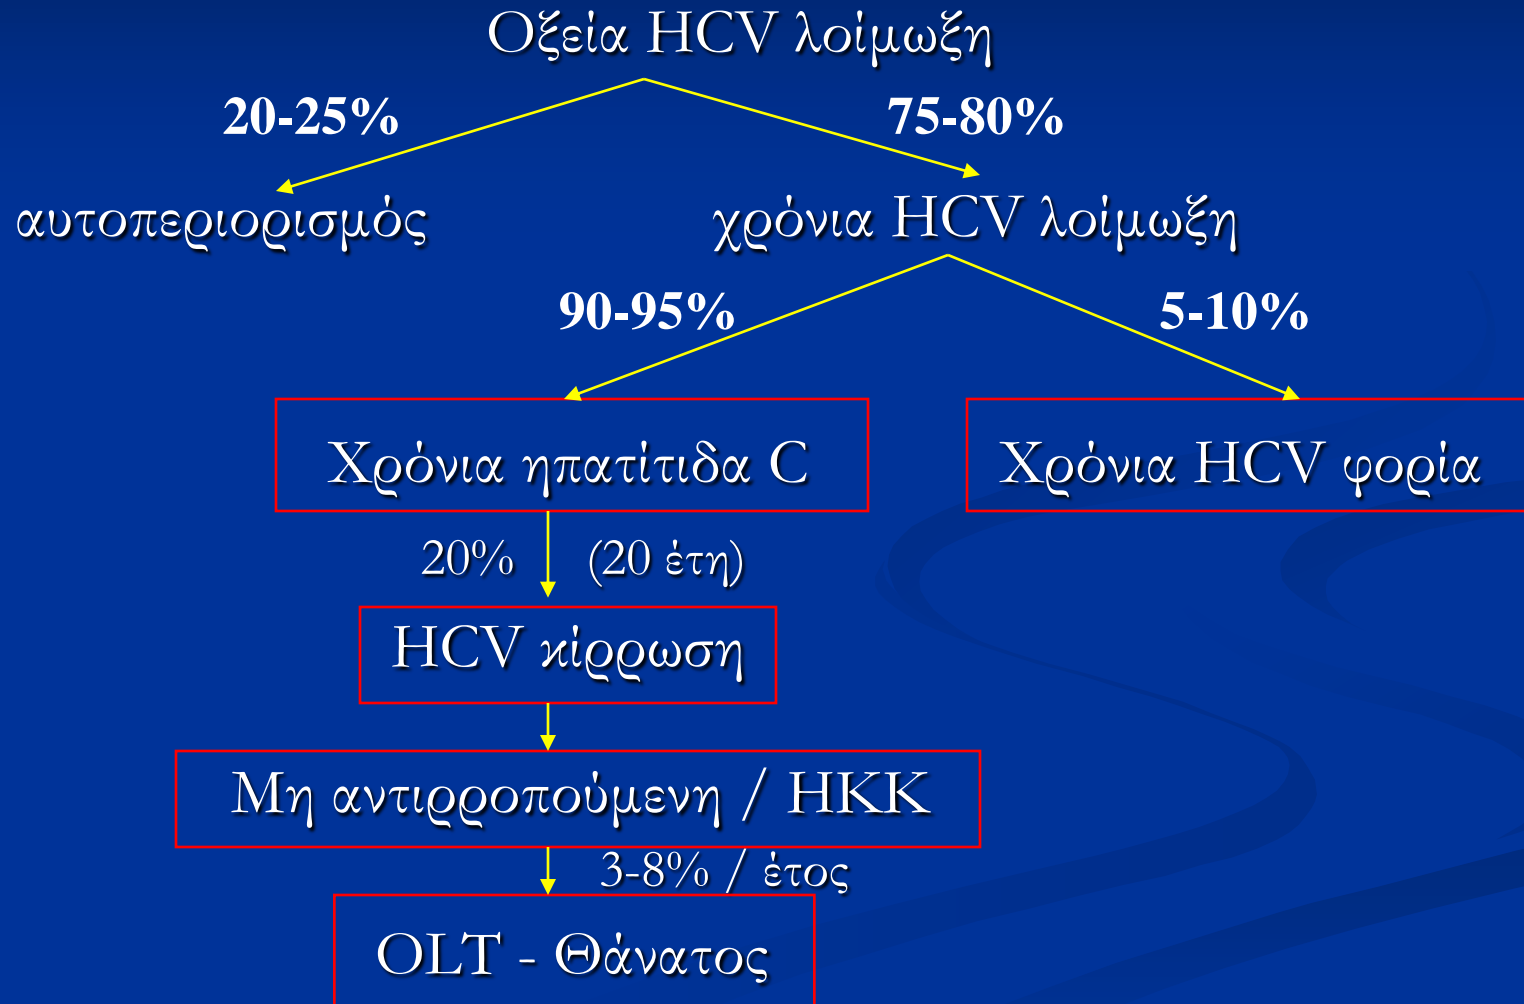 Οξεία HCV λοίμωξη
20-25% 75-80%
αυτοπεριορισμός χρόνια HCV λοίμωξη
90-95% 5-10%
Χρόνια ηπατίτιδα C Χρόνια HCV φορία
20% (20 έτη)
HCV κίρρωση
Μη αντιρροπούμενη / ΗΚΚ
3-8% / έτος
OLT - Θάνατος